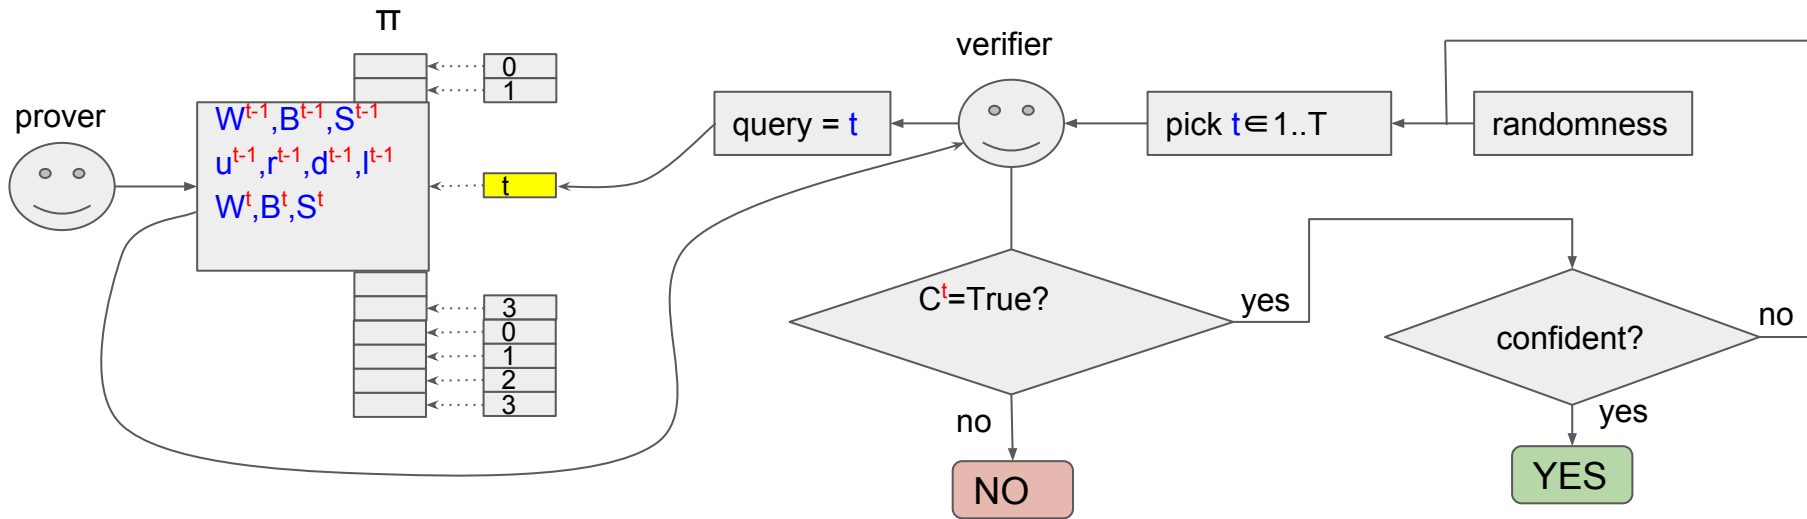 π
prover
0
1
W^t-1,B^t-1,S^t-1
u^t-1,r^t-1,d^t-1,l^t-1
W^t,B^t,S^t
t
3
0
1
2
3
query = t
verifier
pick t∈1..T
randomness
C^t=True?
yes
no
NO
confident?
no
yes
YES